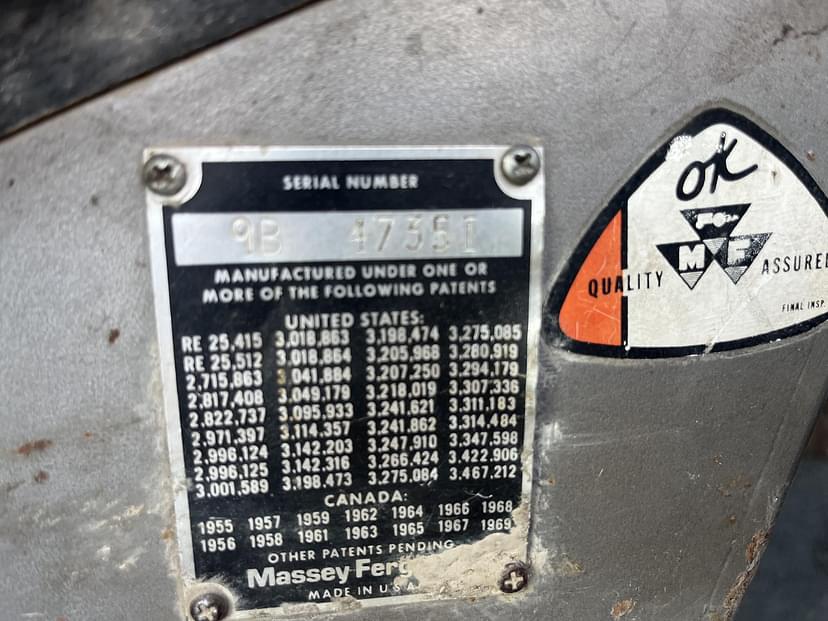 SERIAL NUMBER
9B 47351
MANUFACTURED UNDER ONE OR
MORE OF THE FOLLOWING PATENTS
UNITED STATES:
RE 25,415 3,018,863 3,198,474 3,275,085
RE 25,512 3,018,864 3,205,968 3,280,919
2,715,863 3,041,884 3,207,250 3,294,179
2,817,408 3,049,179 3,218,019 3,307,336
2,822,737 3,095,933 3,241,621 3,311,183
2,971,397 3,114,357 3,241,862 3,314,484
2,996,124 3,142,203 3,247,910 3,347,598
2,996,125 3,142,316 3,266,424 3,422,906
3,001,589 3,198,473 3,275,084 3,467,212
CANADA:
1955 1957 1959 1962 1964 1966 1968
1956 1958 1961 1963 1965 1967 1969
OTHER PATENTS PENDING
Massey Fer
MADE IN U S A
OK
M F
QUALITY ASSURED
FINAL INSP.